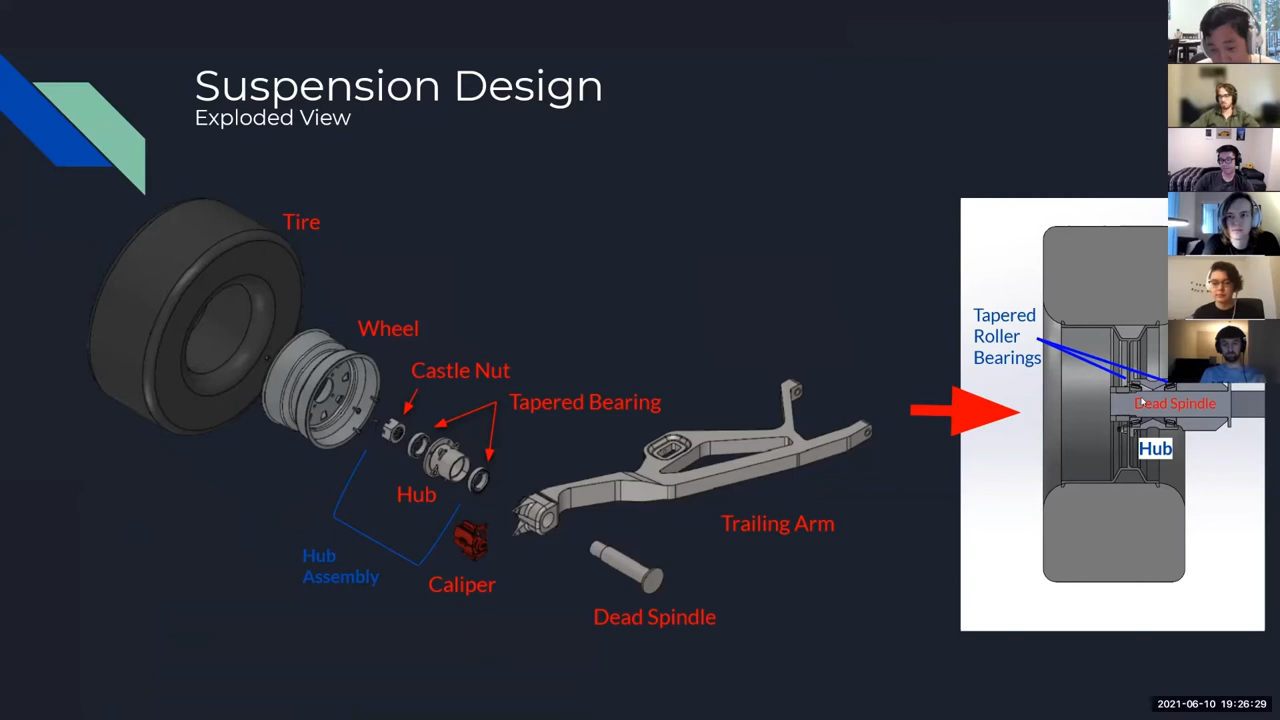 Suspension Design
Exploded View
Tire
Wheel
Castle Nut
Tapered Bearing
Hub
Hub
Assembly
Caliper
Trailing Arm
Dead Spindle
Tapered
Roller
Bearings
Dead Spindle
Hub
2021-06-10 19:26:29